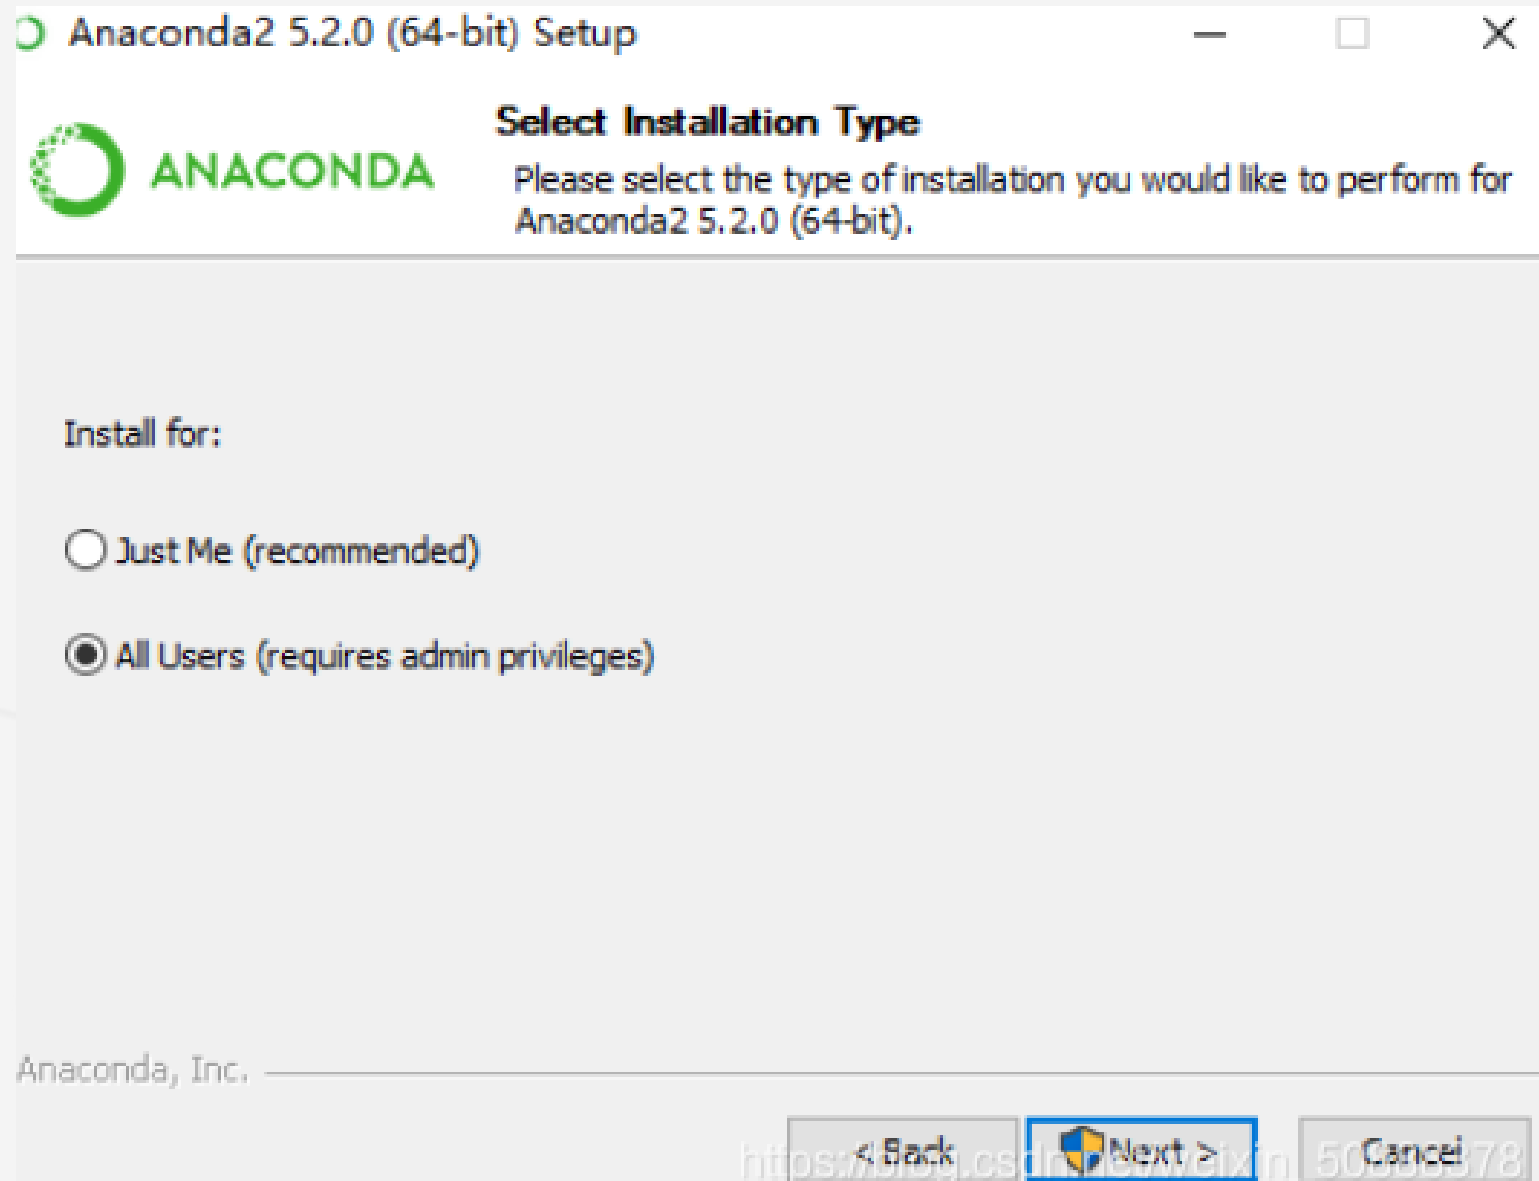 Anaconda2 5.2.0 (64-bit) Setup
ANACONDA
Select Installation Type
Please select the type of installation you would like to perform for
Anaconda2 5.2.0 (64-bit).
Install for:
Just Me (recommended)
All Users (requires admin privileges)
Anaconda, Inc.
< Back Next > Cancel